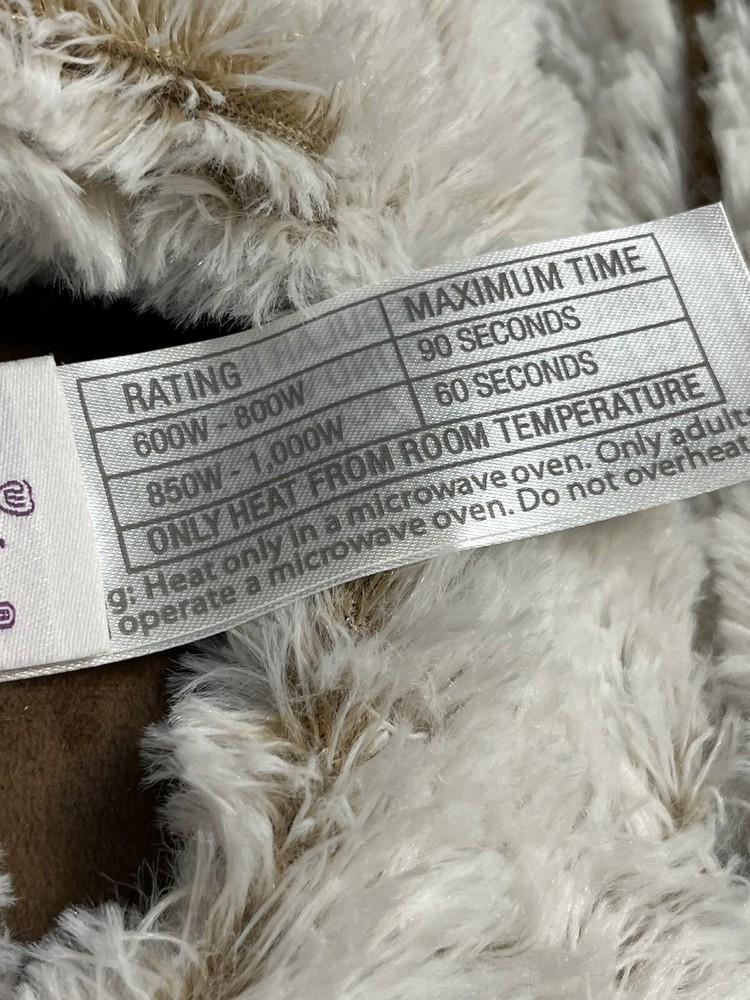 RATING MAXIMUM TIME
600W - 800W 90 SECONDS
850W - 1,000W 60 SECONDS
ONLY HEAT FROM ROOM TEMPERATURE
g: Heat only in a microwave oven. Only adult
operate a microwave oven. Do not overheat